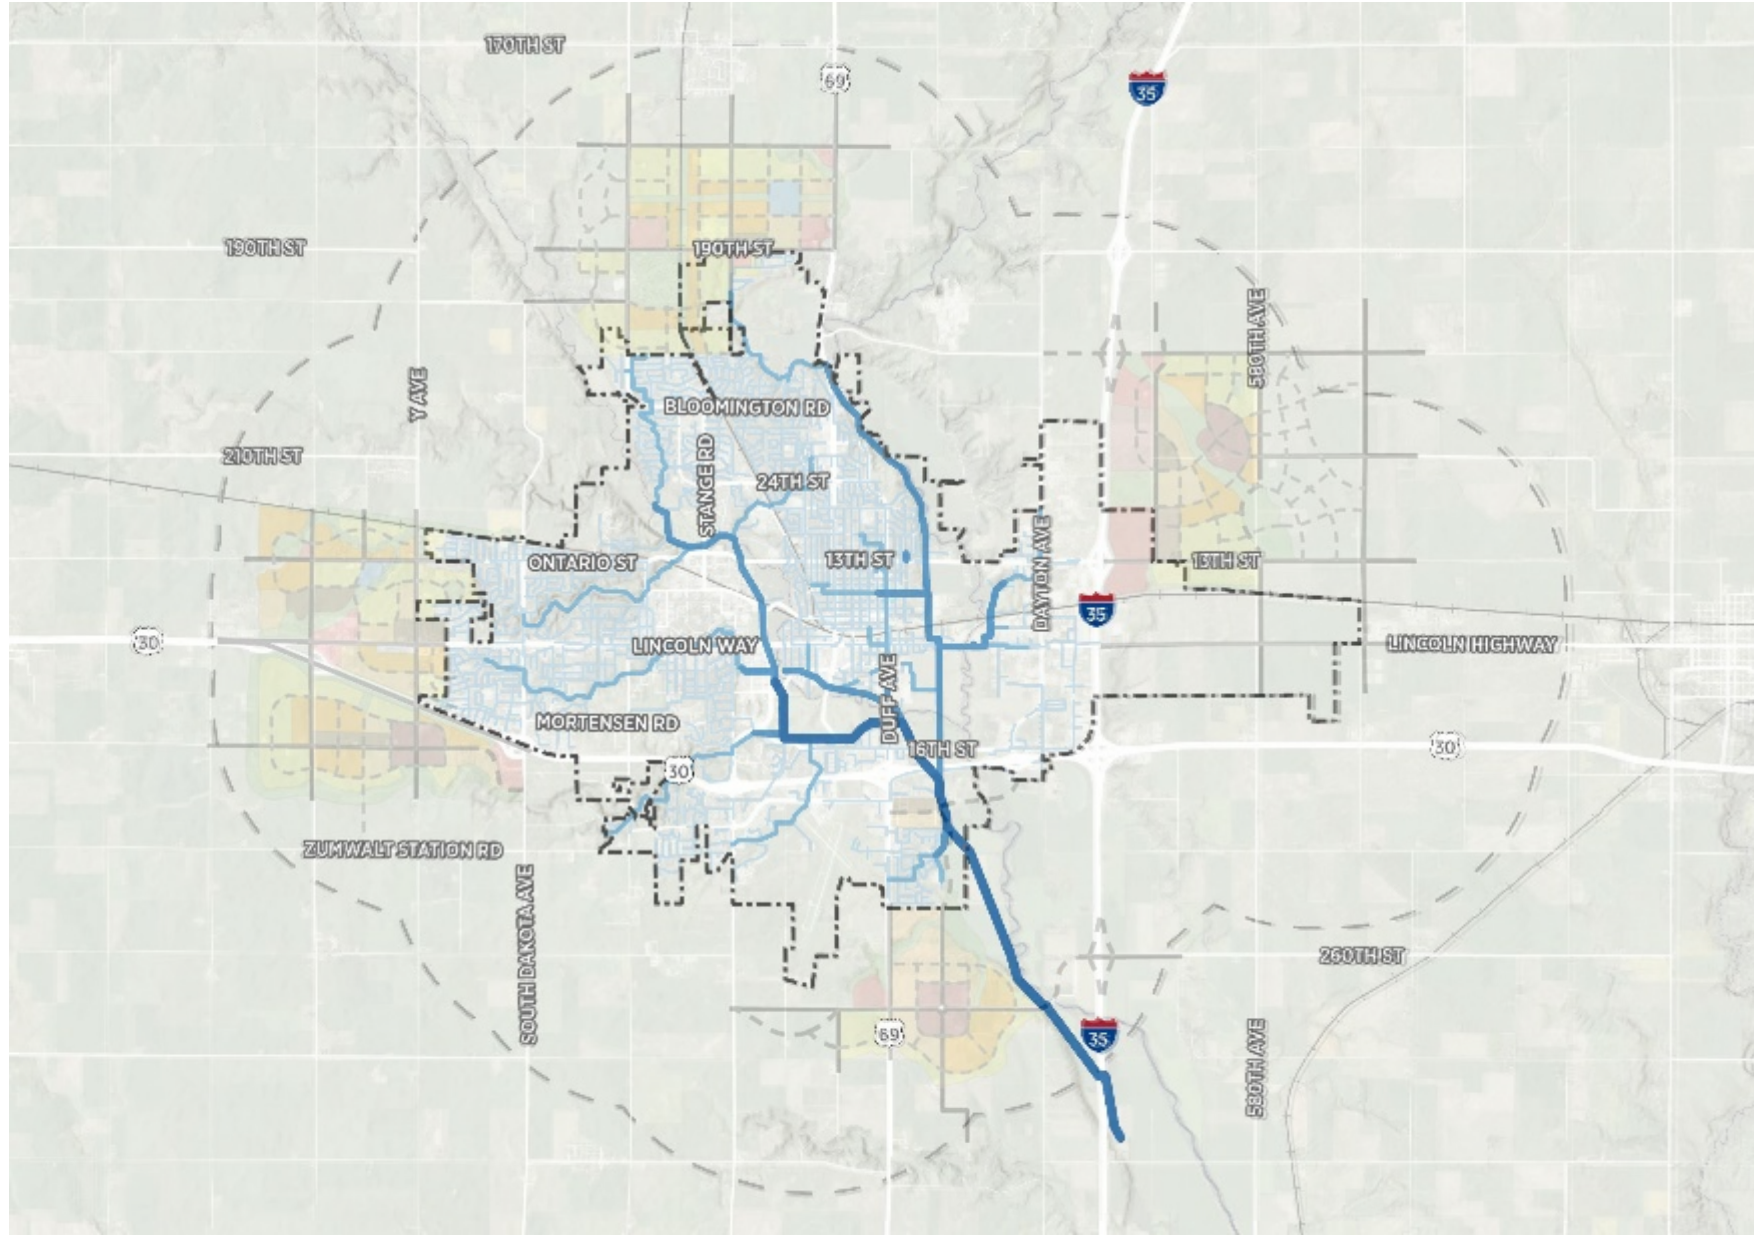 170TH ST
69
35
190TH ST
190TH ST
580TH AVE
Y AVE
BLOOMINGTON RD
210TH ST
STANGE RD
24TH ST
ONTARIO ST
13TH ST
DAYTON AVE
13TH ST
35
30
LINCOLN WAY
LINCOLN HIGHWAY
DUFF AVE
MORTENSEN RD
16TH ST
30
30
ZUMWALT STATION RD
SOUTH DAKOTA AVE
260TH ST
69
35
580TH AVE